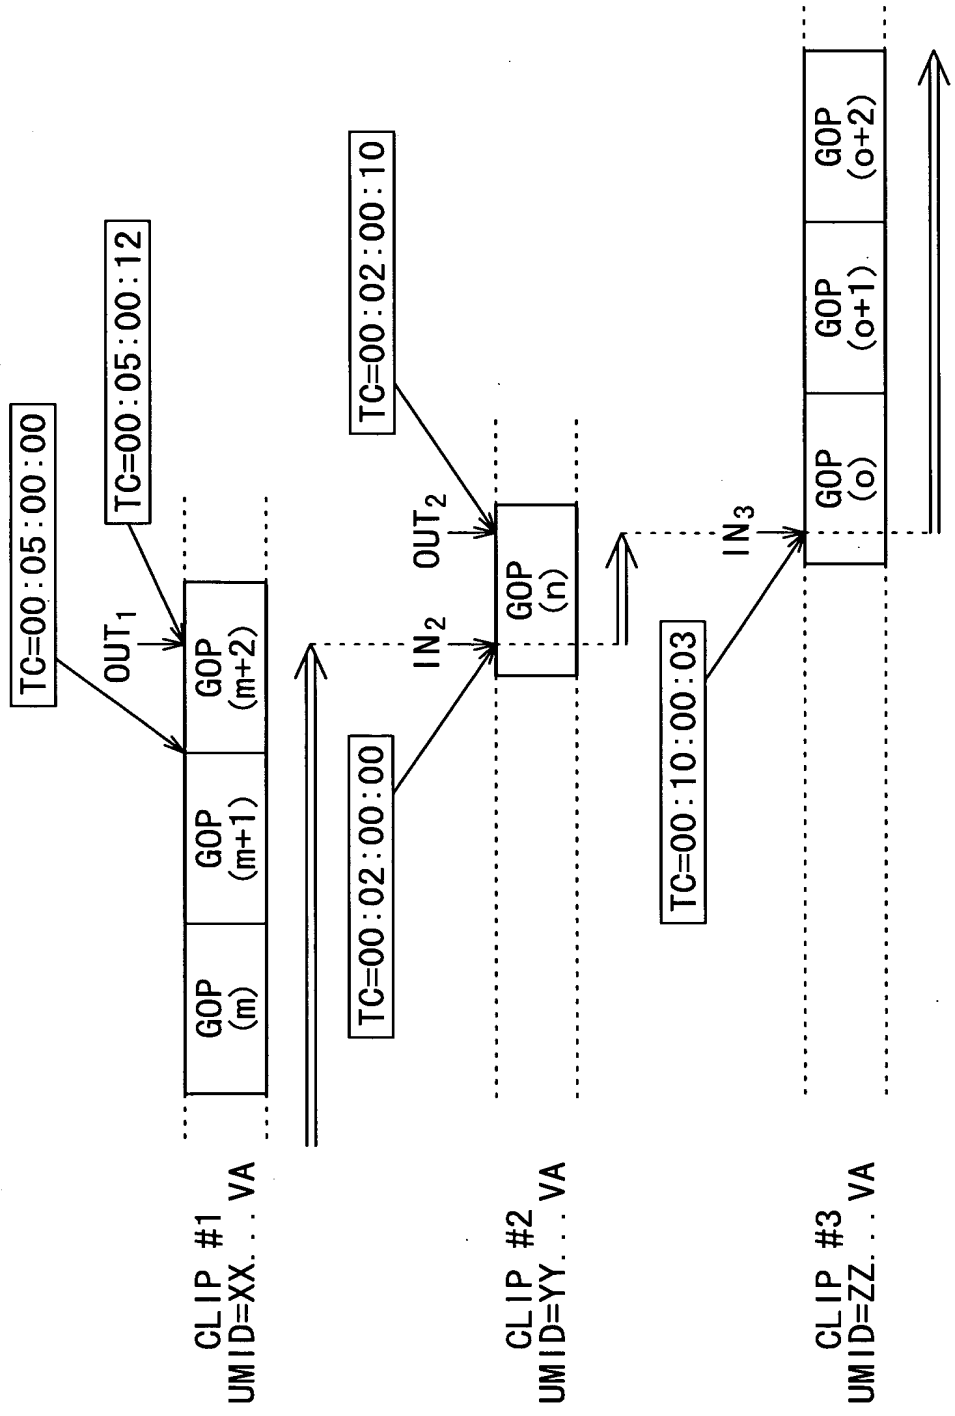 TC=00:05:00:00
TC=00:05:00:12
OUT1
CLIP #1
UMID=XX... VA
GOP
(m)
GOP
(m+1)
GOP
(m+2)
TC=00:02:00:00
TC=00:02:00:10
IN2
OUT2
CLIP #2
UMID=YY... VA
GOP
(n)
TC=00:10:00:03
IN3
CLIP #3
UMID=ZZ... VA
GOP
(o)
GOP
(o+1)
GOP
(o+2)